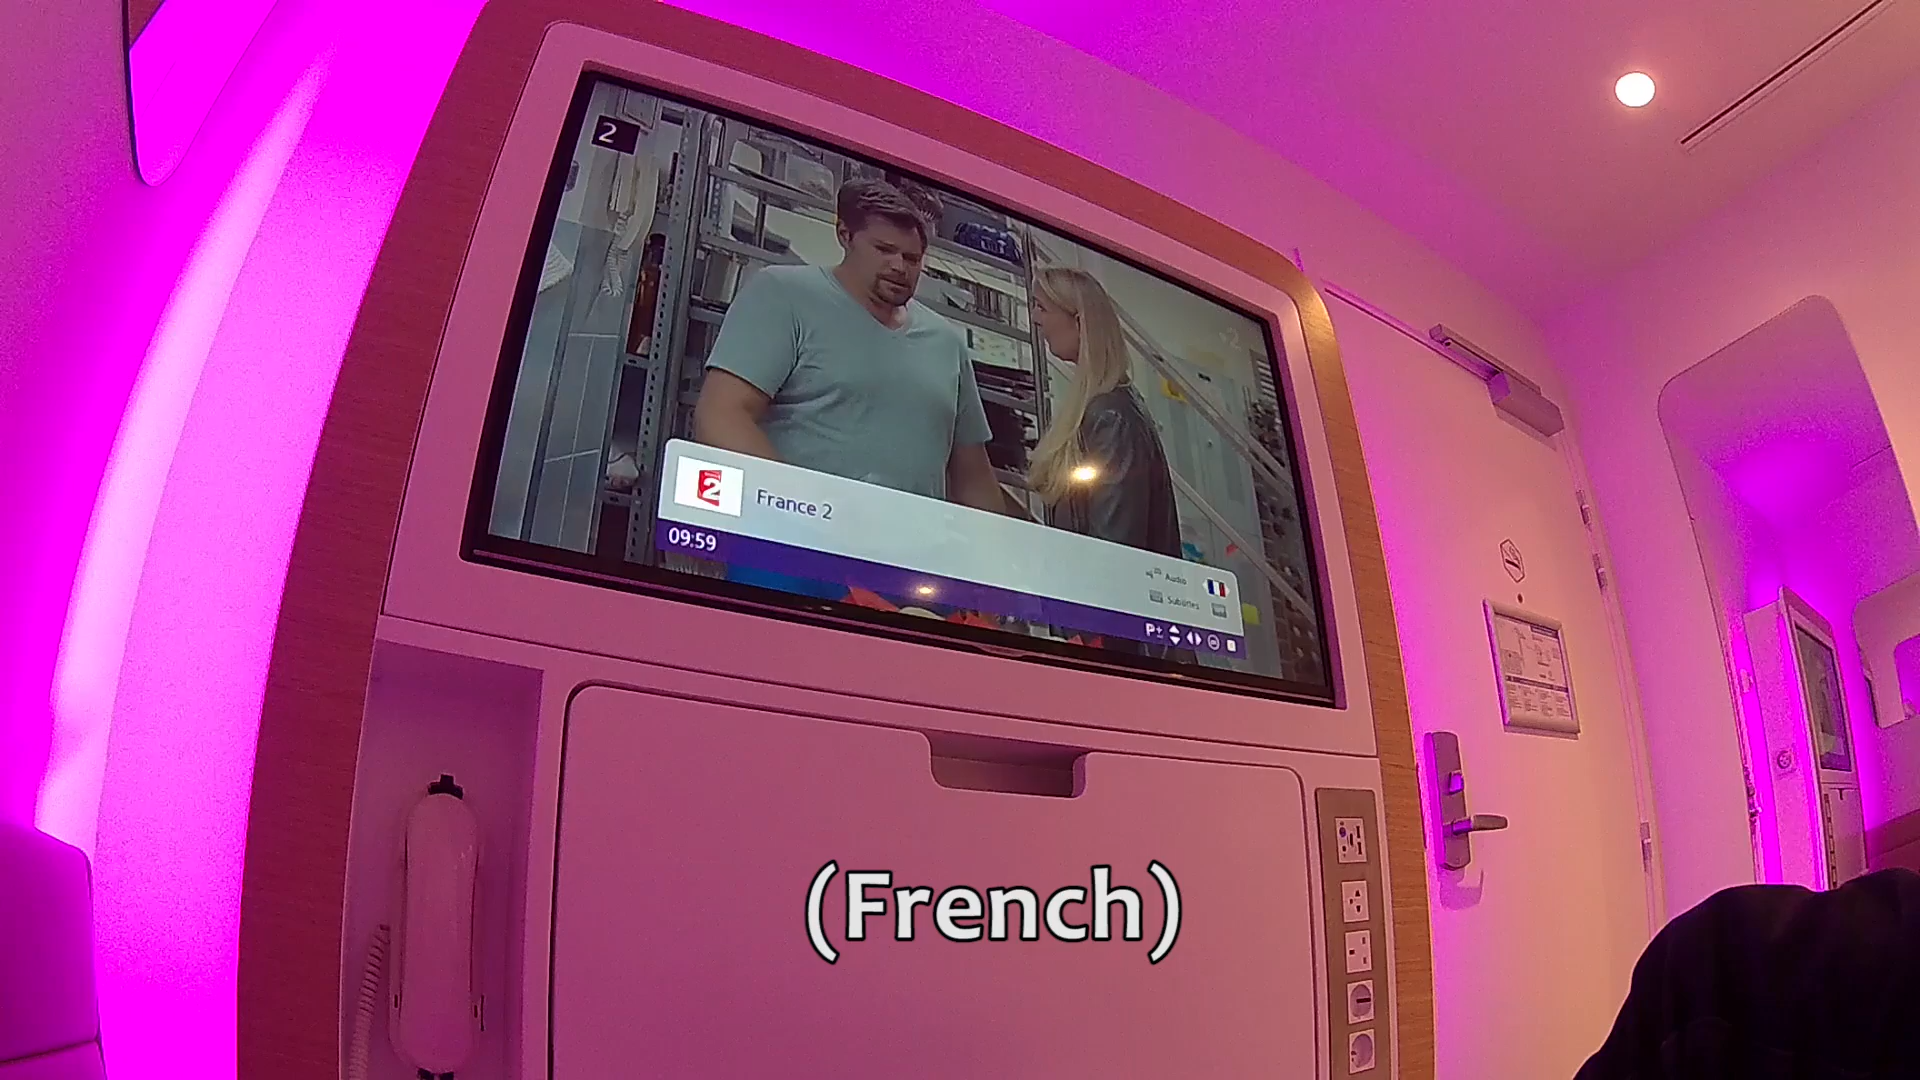 2
2
France 2
09:59
Audio
Subtitles
P+
(French)